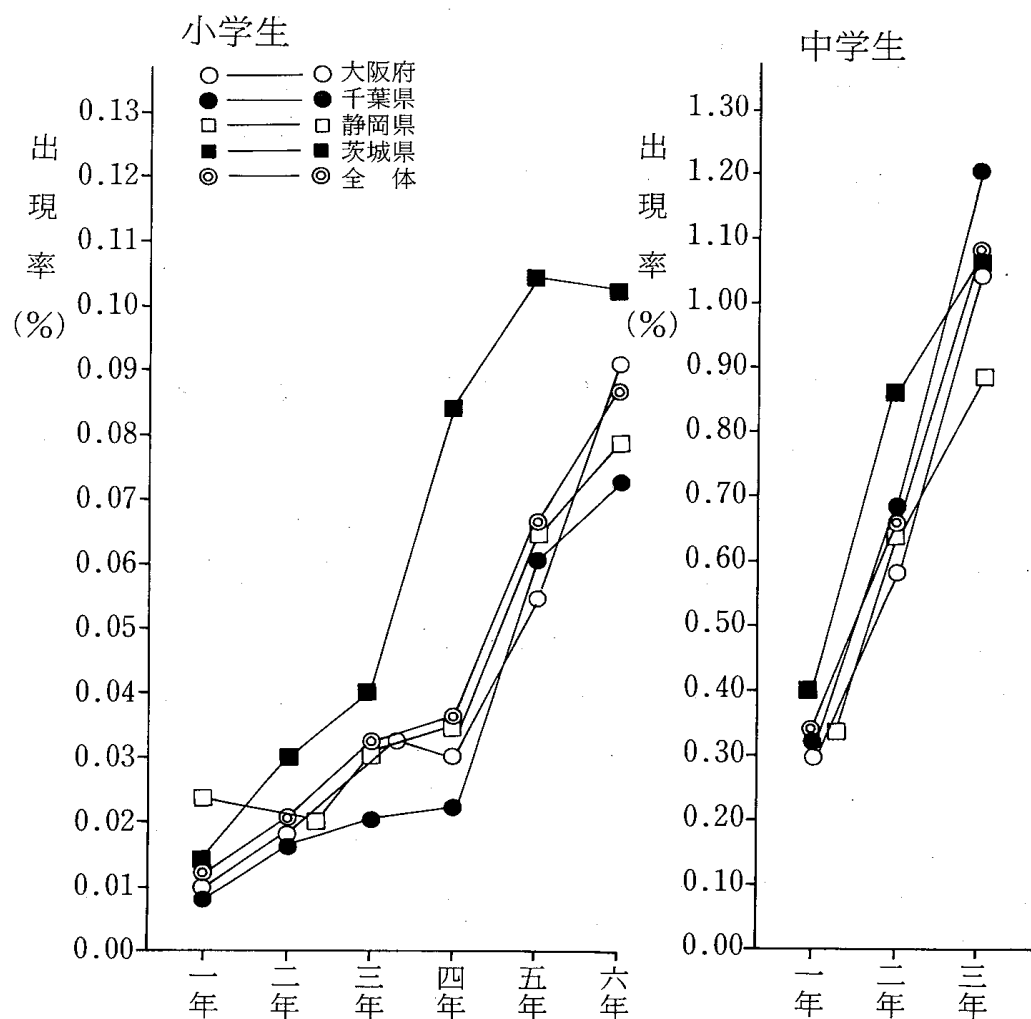 小学生
大阪府
千葉県
静岡県
茨城県
全 体
出現率(%)
0.13
0.12
0.11
0.10
0.09
0.08
0.07
0.06
0.05
0.04
0.03
0.02
0.01
0.00
一年
二年
三年
四年
五年
六年
中学生
出現率(%)
1.30
1.20
1.10
1.00
0.90
0.80
0.70
0.60
0.50
0.40
0.30
0.20
0.10
0.00
一年
二年
三年